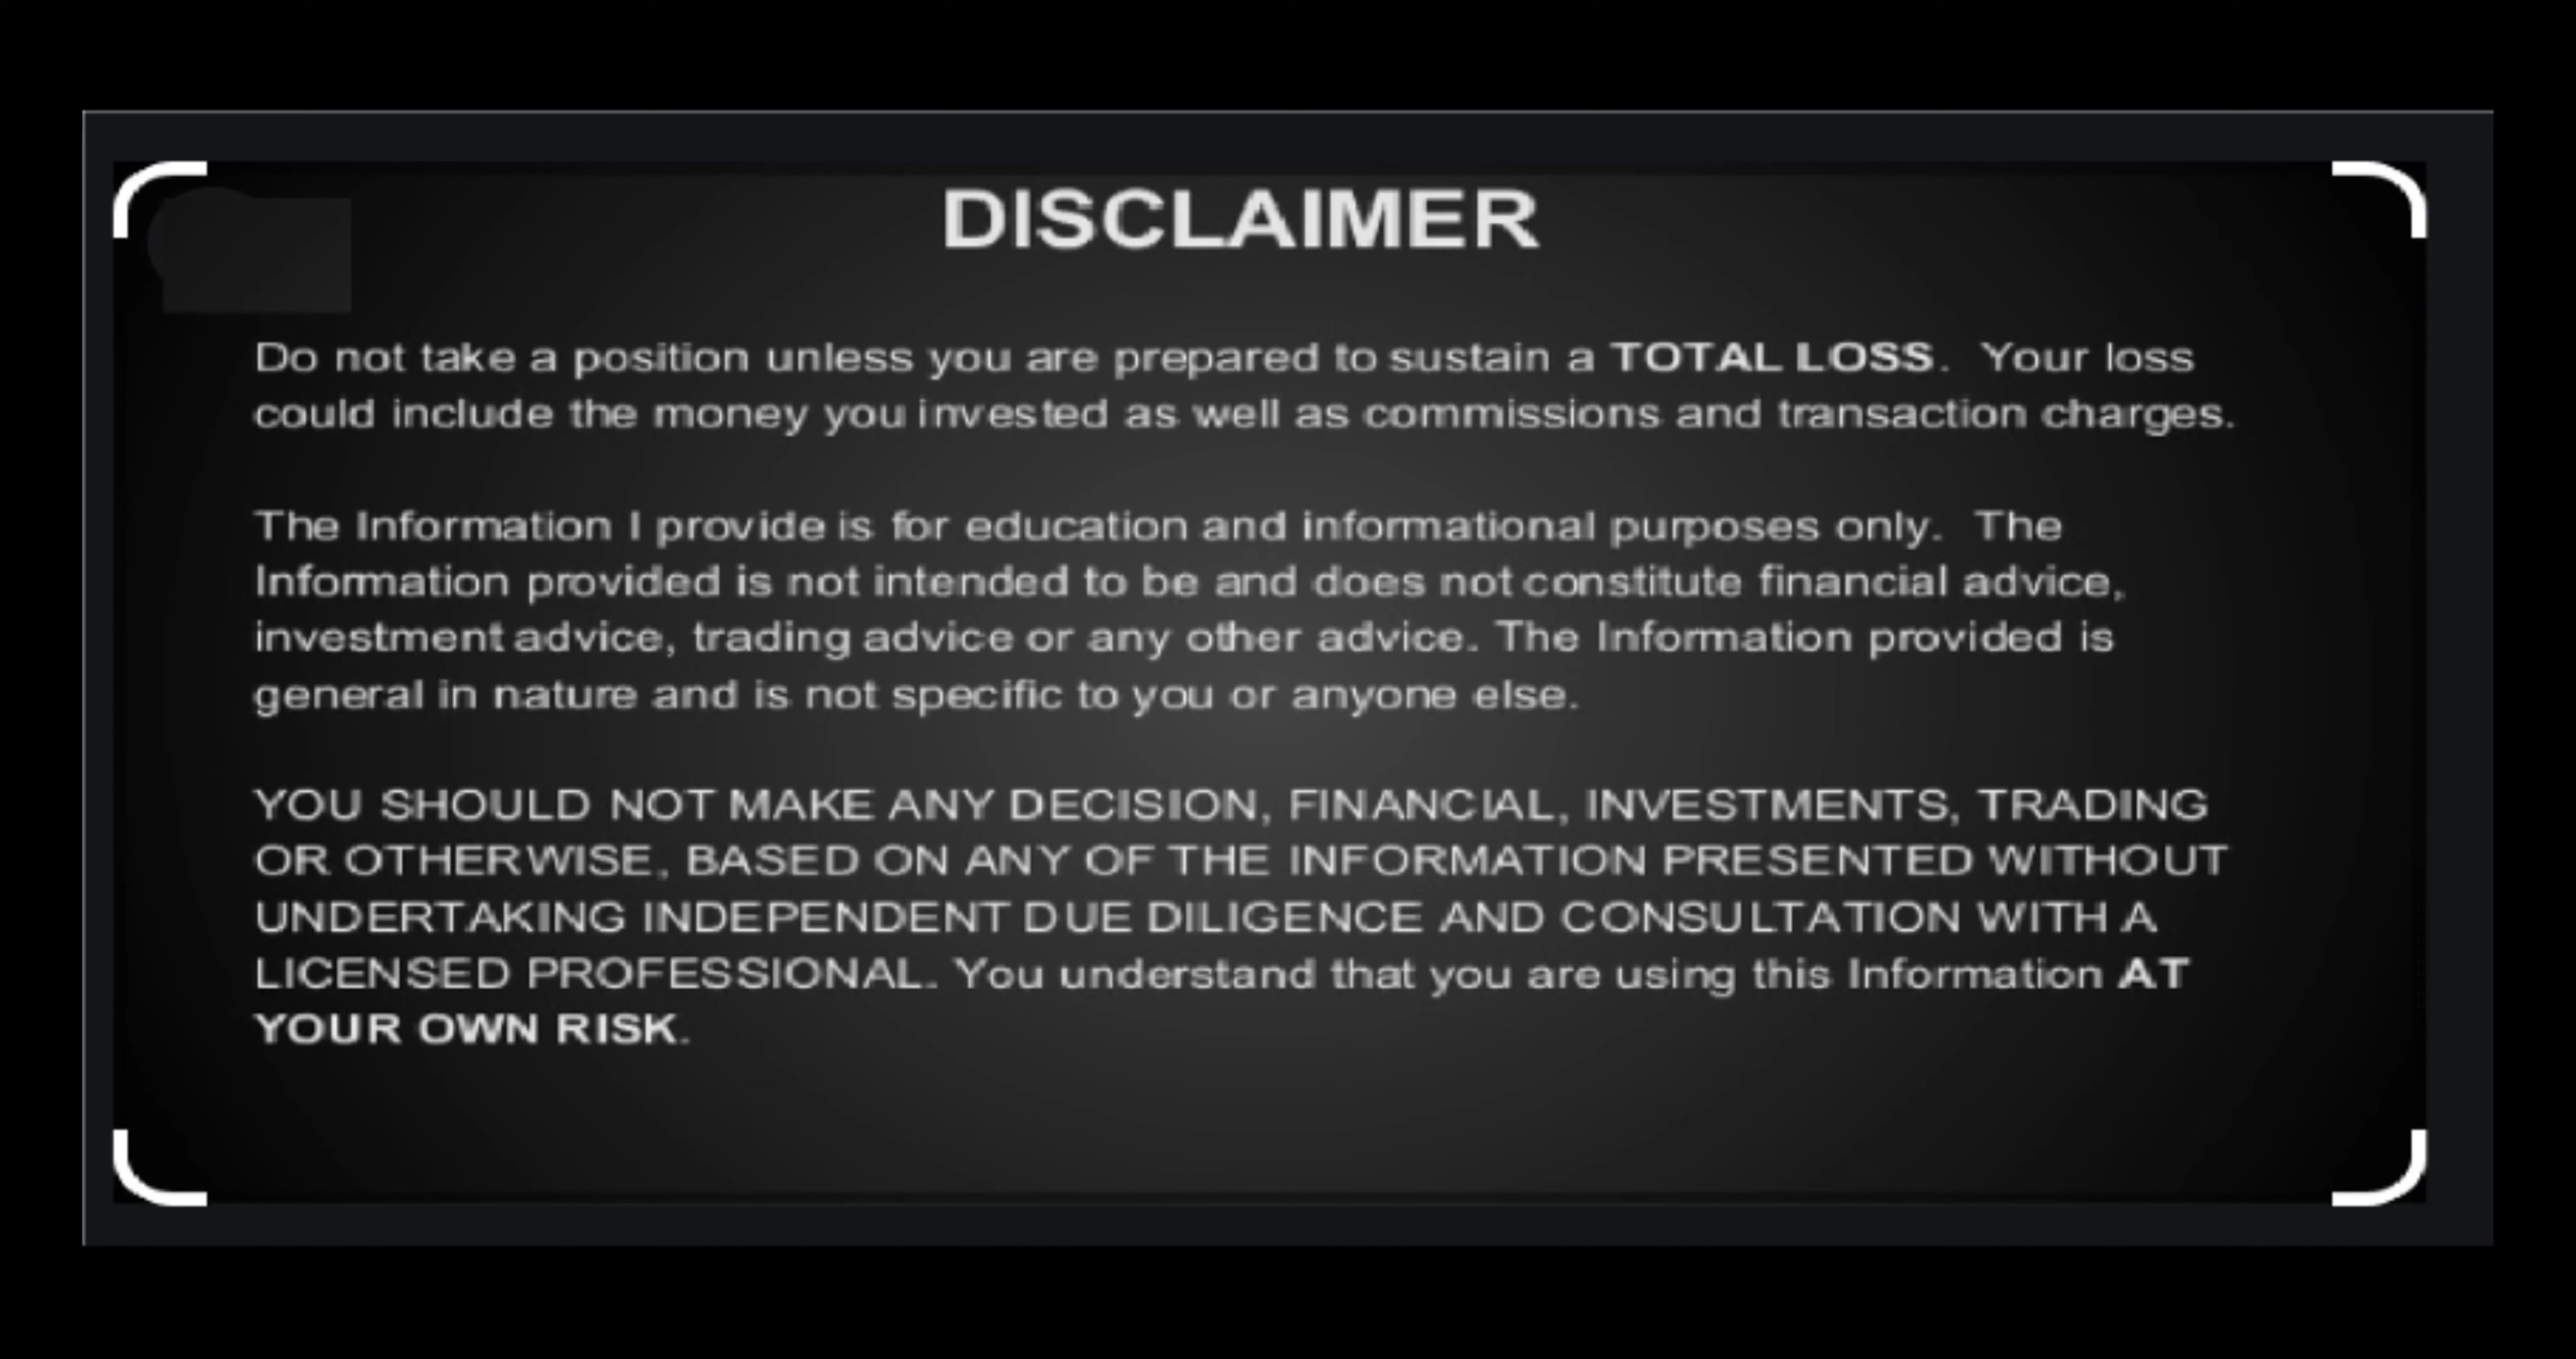 DISCLAIMER
Do not take a position unless you are prepared to sustain a TOTAL LOSS.  Your loss
could include the money you invested as well as commissions and transaction charges.
The Information I provide is for education and informational purposes only.  The
Information provided is not intended to be and does not constitute financial advice,
investment advice, trading advice or any other advice. The Information provided is
general in nature and is not specific to you or anyone else.
YOU SHOULD NOT MAKE ANY DECISION, FINANCIAL, INVESTMENTS, TRADING
OR OTHERWISE, BASED ON ANY OF THE INFORMATION PRESENTED WITHOUT
UNDERTAKING INDEPENDENT DUE DILIGENCE AND CONSULTATION WITH A
LICENSED PROFESSIONAL. You understand that you are using this Information AT
YOUR OWN RISK.